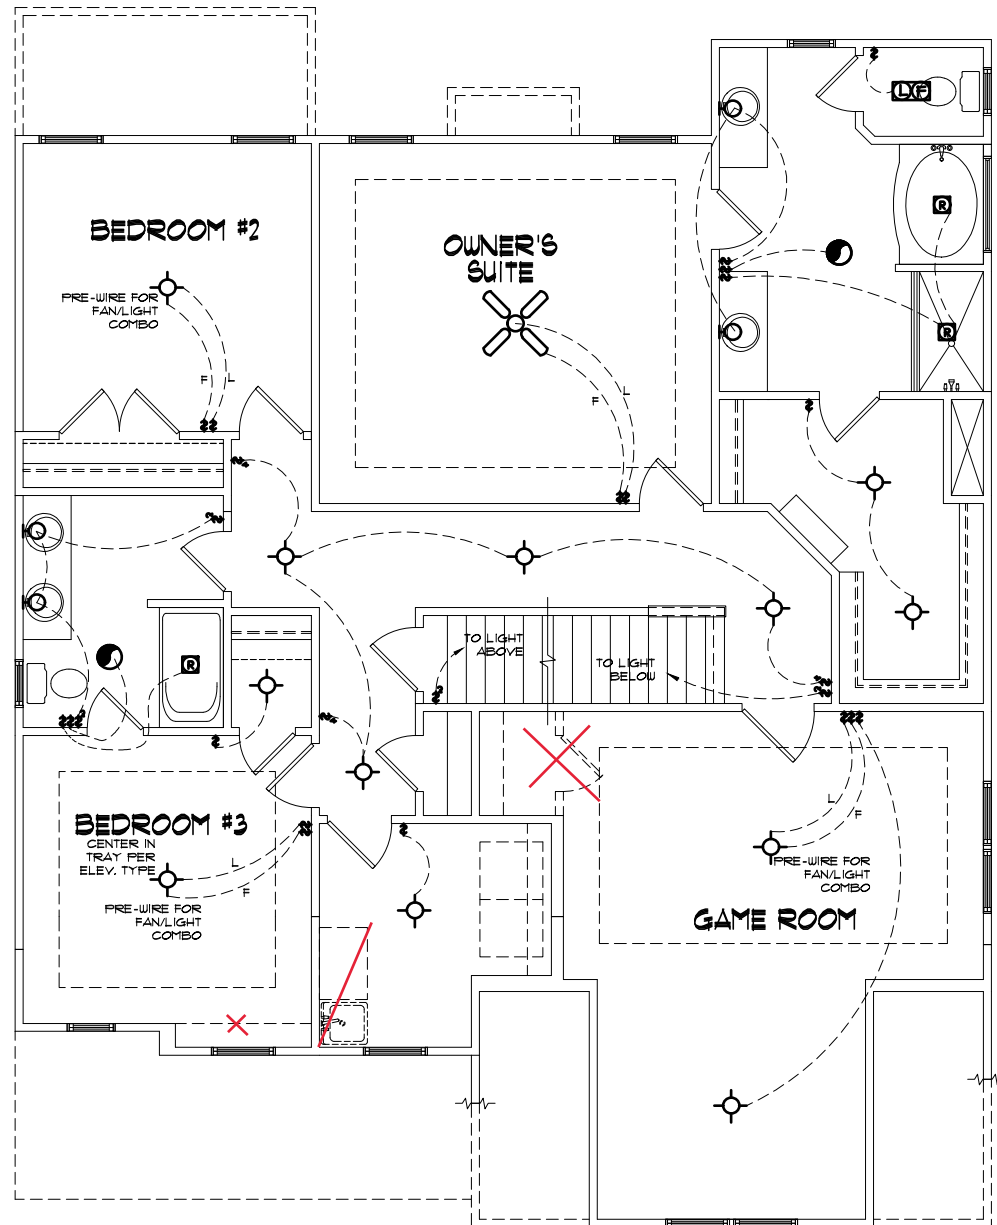 BEDROOM #2
OWNER'S
SUITE
PRE-WIRE FOR
FAN/LIGHT
COMBO
F
L
L
F
L
F
R
R
TO LIGHT
ABOVE
TO LIGHT
BELOW
R
BEDROOM #3
CENTER IN
TRAY PER
ELEV. TYPE
L
F
PRE-WIRE FOR
FAN/LIGHT
COMBO
L
F
PRE-WIRE FOR
FAN/LIGHT
COMBO
GAME ROOM